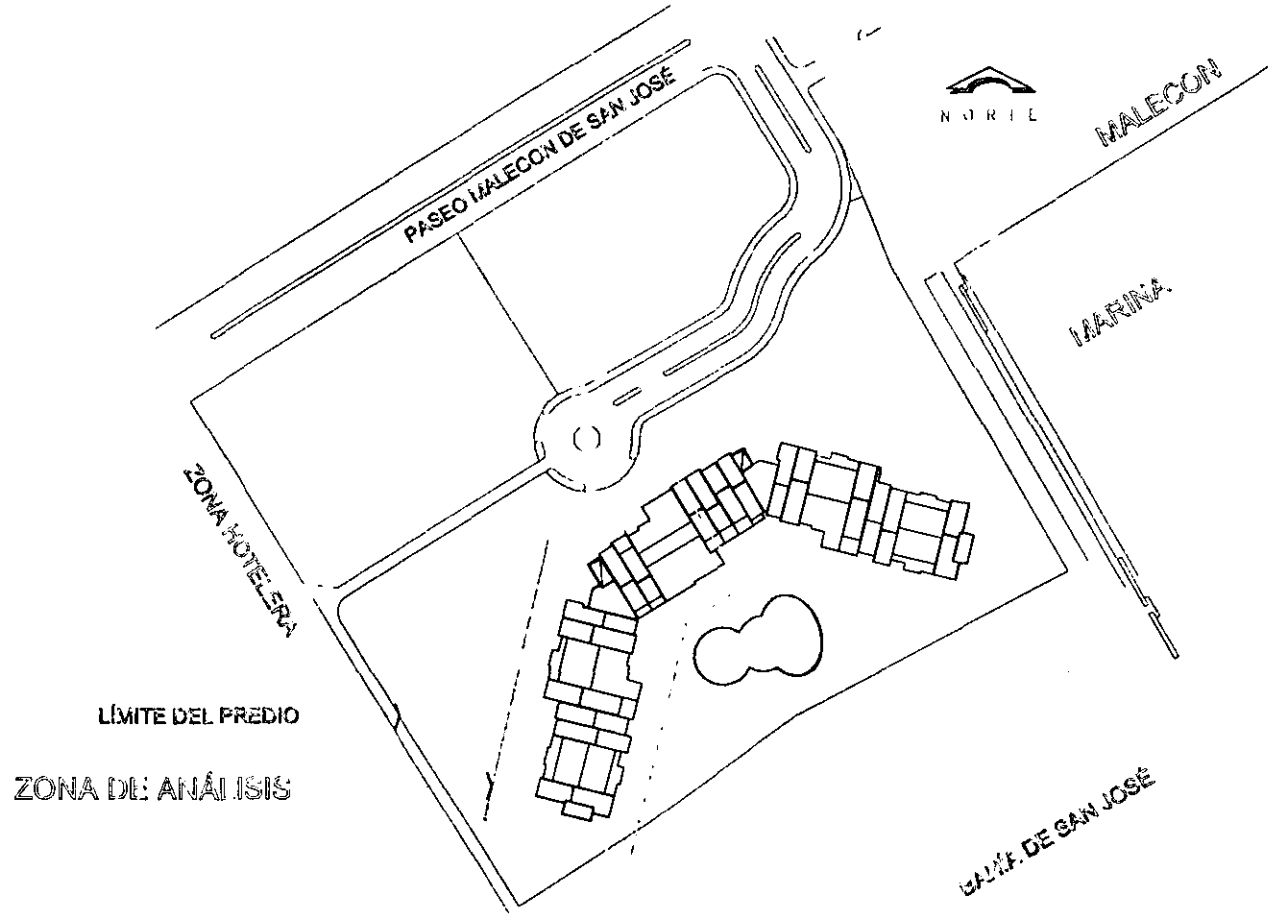 PASEO MALECON DE SAN JOSÉ
NORTE
MALECON
MARINA
ZONA HOTELERA
LÍMITE DEL PREDIO
ZONA DE ANÁLISIS
BAHÍA DE SAN JOSÉ